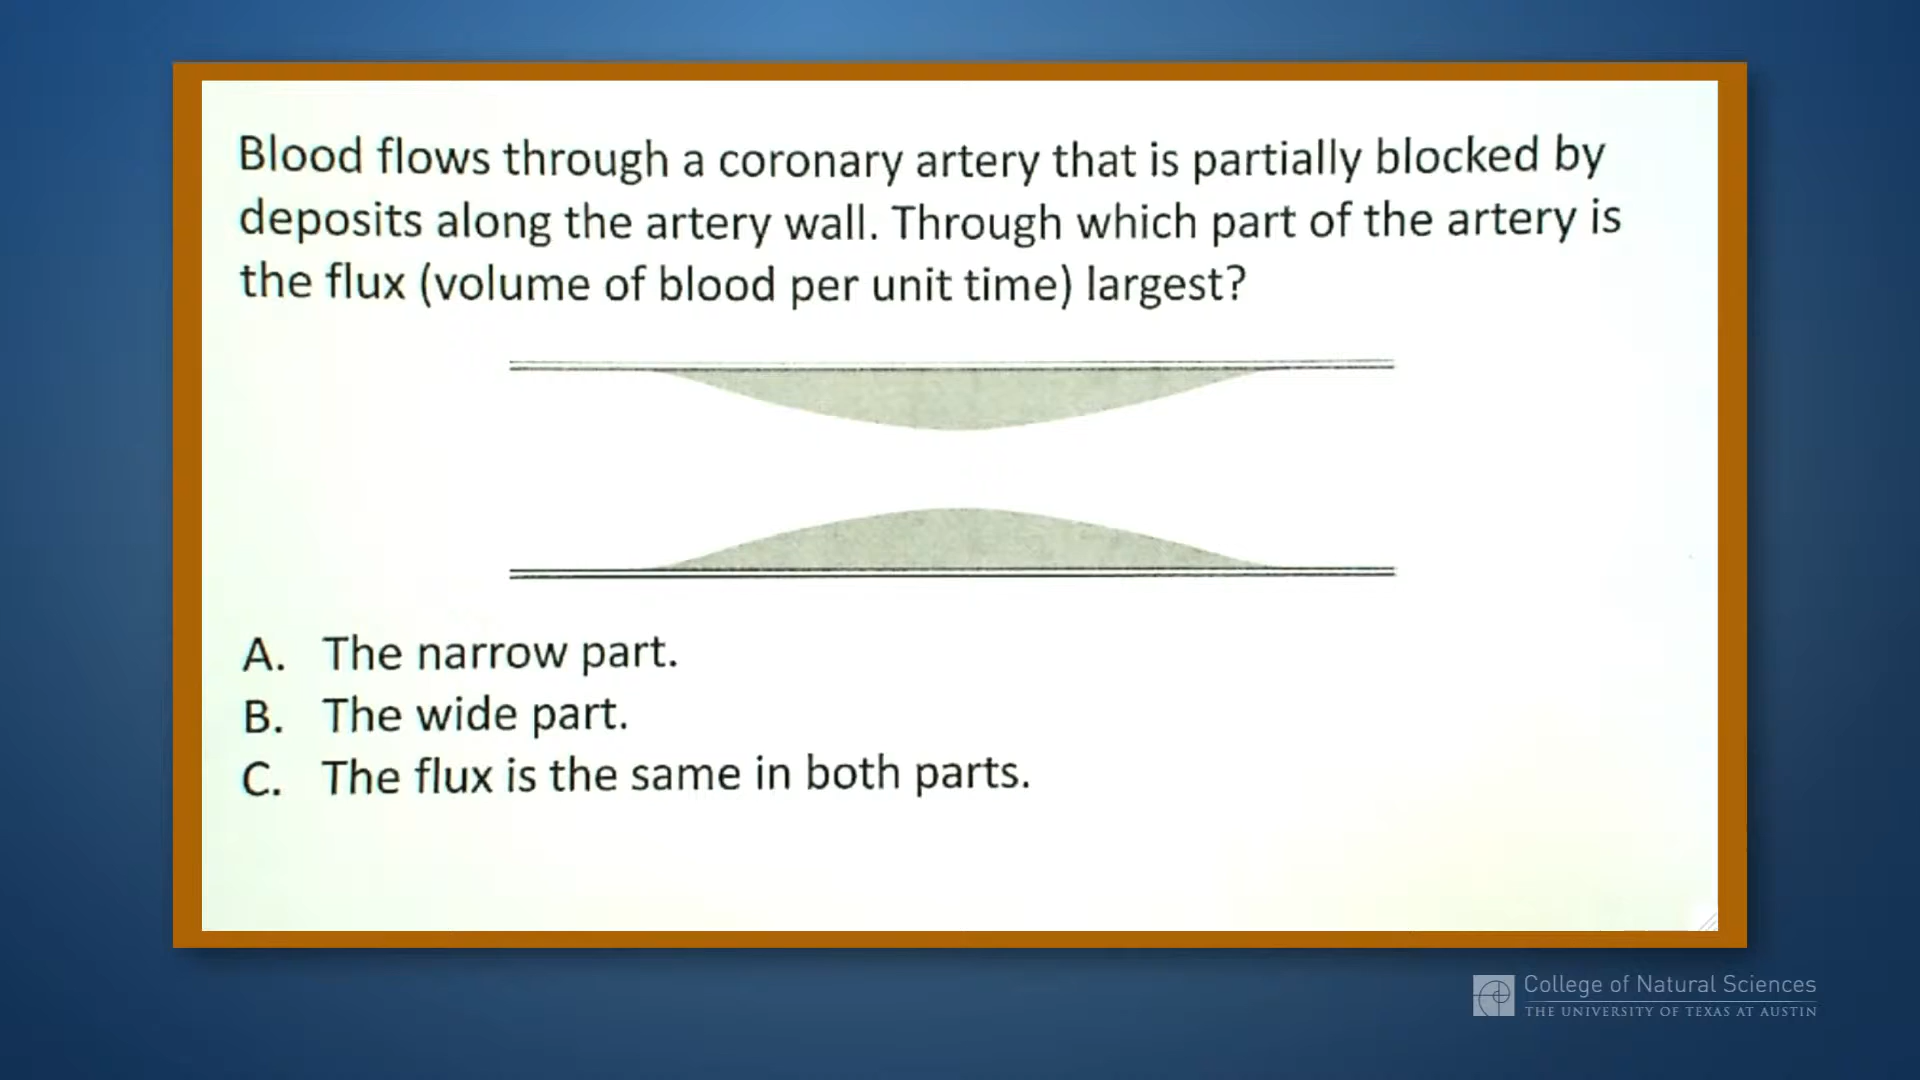 Blood flows through a coronary artery that is partially blocked by
deposits along the artery wall. Through which part of the artery is
the flux (volume of blood per unit time) largest?
A. The narrow part.
B. The wide part.
C. The flux is the same in both parts.
College of Natural Sciences
THE UNIVERSITY OF TEXAS AT AUSTIN